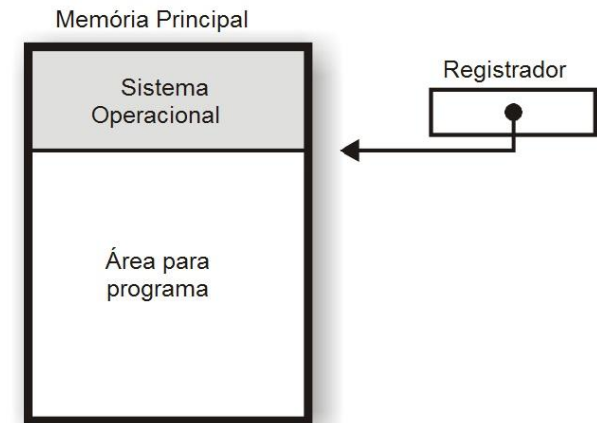 Memória Principal
Sistema
Operacional
Registrador
Área para
programa